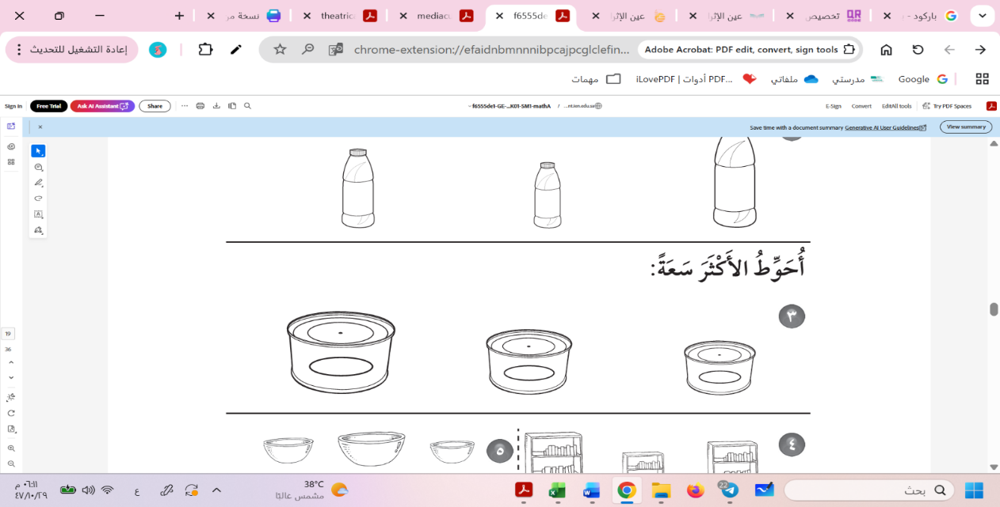 باركود -
تخصيص
عين الإثرا
عين الإثرا
f6555de
mediacu
theatrica
نسخة مر
إعادة التشغيل للتحديث
chrome-extension://efaidnbmnnnibpcajpcglclefin...
Adobe Acrobat: PDF edit, convert, sign tools
Google
مدرستي
ملفاتي
iLovePDF | أدوات PDF...
مهمات
Sign In
Free Trial
Ask AI Assistant
Share
f6555de1-GE-...K01-SM1-mathA / ...nt.ien.edu.sa
E-Sign
Convert
Edit
All tools
Try PDF Spaces
Save time with a document summary Generative AI User Guidelines
View summary
أُحَوِّطُ الأَكْثَرَ سَعَةً:
٣
٤
٥
19
36
٠٦:١١ م
٤٧/١٠/٢٩
ع
38°C
مشمس غالبًا
22
بحث